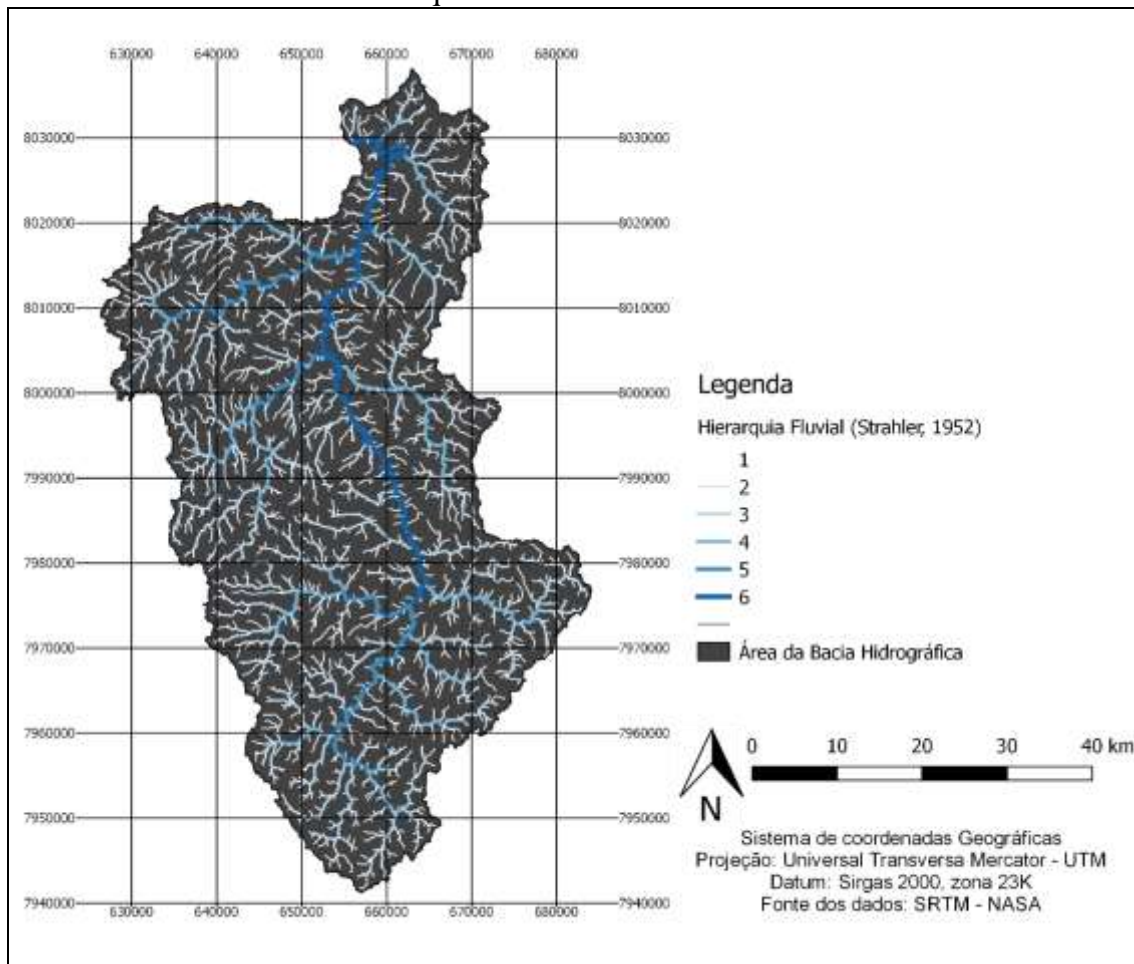 630000 640000 650000 660000 670000 680000
8030000 8030000
8020000 8020000
8010000 8010000
8000000 8000000
7990000 7990000
7980000 7980000
7970000 7970000
7960000 7960000
7950000 7950000
7940000 7940000
630000 640000 650000 660000 670000 680000
Legenda
Hierarquia Fluvial (Strahler, 1952)
1
2
3
4
5
6
Área da Bacia Hidrográfica
0 10 20 30 40 km
N
Sistema de coordenadas Geográficas
Projeção: Universal Transversa Mercator - UTM
Datum: Sirgas 2000, zona 23K
Fonte dos dados: SRTM - NASA